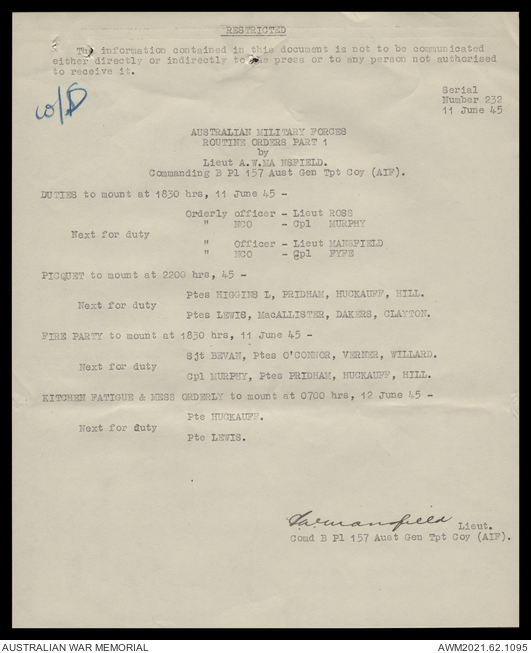 RESTRICTED
The information contained in this document is not to be communicated
either directly or indirectly to the press or to any person not authorised
to receive it.
Serial
Number 232
11 June 45
AUSTRALIAN MILITARY FORCES
ROUTINE ORDERS PART 1
by
Lieut A.W.MA NSFIELD.
Commanding B Pl 157 Aust Gen Tpt Coy (AIF).
DUTIES to mount at 1830 hrs, 11 June 45 -
Orderly officer - Lieut ROSS
" NCO - Cpl MURPHY
Next for duty
" Officer - Lieut MANSFIELD
" NCO - Cpl FYFE
PICQUET to mount at 2200 hrs, 45 -
Ptes HIGGINS L, PRIDHAM, HUCKAUFF, HILL.
Next for duty
Ptes LEWIS, MacALLISTER, DAKERS, CLAYTON.
FIRE PARTY to mount at 1830 hrs, 11 June 45 -
Sjt BEVAN, Ptes O'CONNOR, VERNER, WILLARD.
Next for duty
Cpl MURPHY, Ptes PRIDHAM, HUCKAUFF, HILL.
KITCHEN FATIGUE & MESS ORDERLY to mount at 0700 hrs, 12 June 45 -
Pte HUCKAUFF.
Next for duty
Pte LEWIS.
Mansfield Lieut.
Comd B Pl 157 Aust Gen Tpt Coy (AIF).
AUSTRALIAN WAR MEMORIAL AWM2021.62.1095